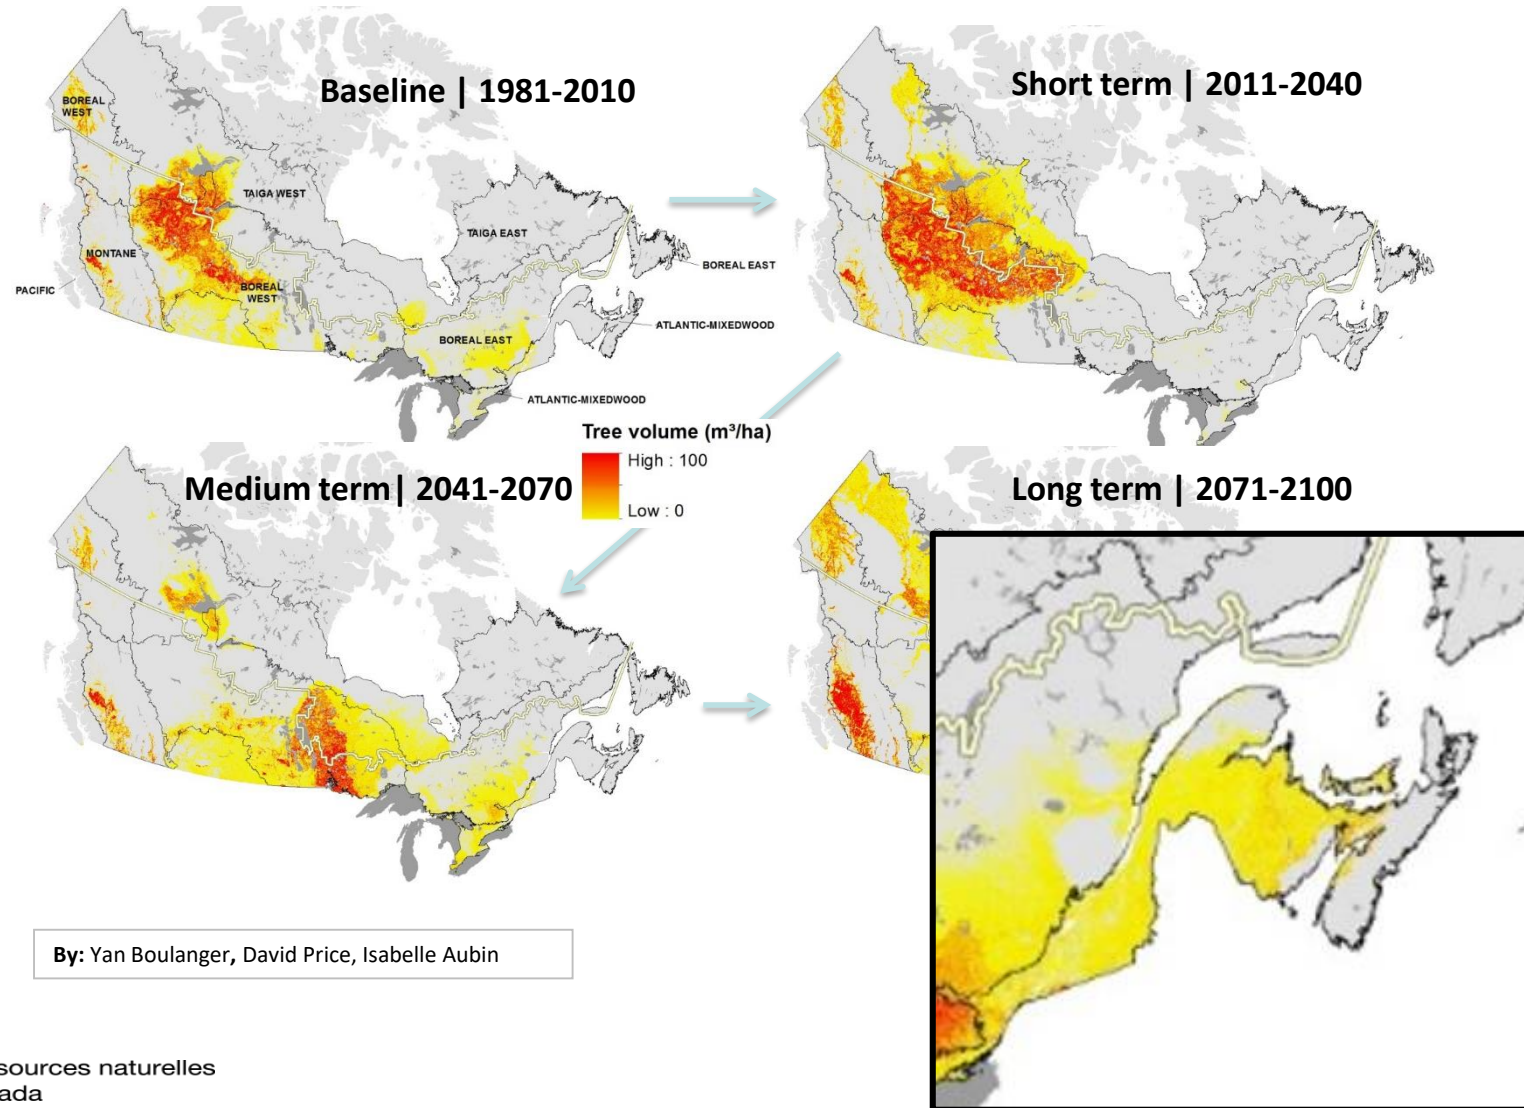 Baseline | 1981-2010
BOREAL
WEST
TAIGA WEST
TAIGA EAST
MONTANE
BOREAL EAST
PACIFIC
BOREAL
WEST
ATLANTIC-MIXEDWOOD
BOREAL EAST
ATLANTIC-MIXEDWOOD
Short term | 2011-2040
Tree volume (m³/ha)
High : 100
Low : 0
Medium term| 2041-2070
Long term | 2071-2100
By: Yan Boulanger, David Price, Isabelle Aubin
sources naturelles
ada